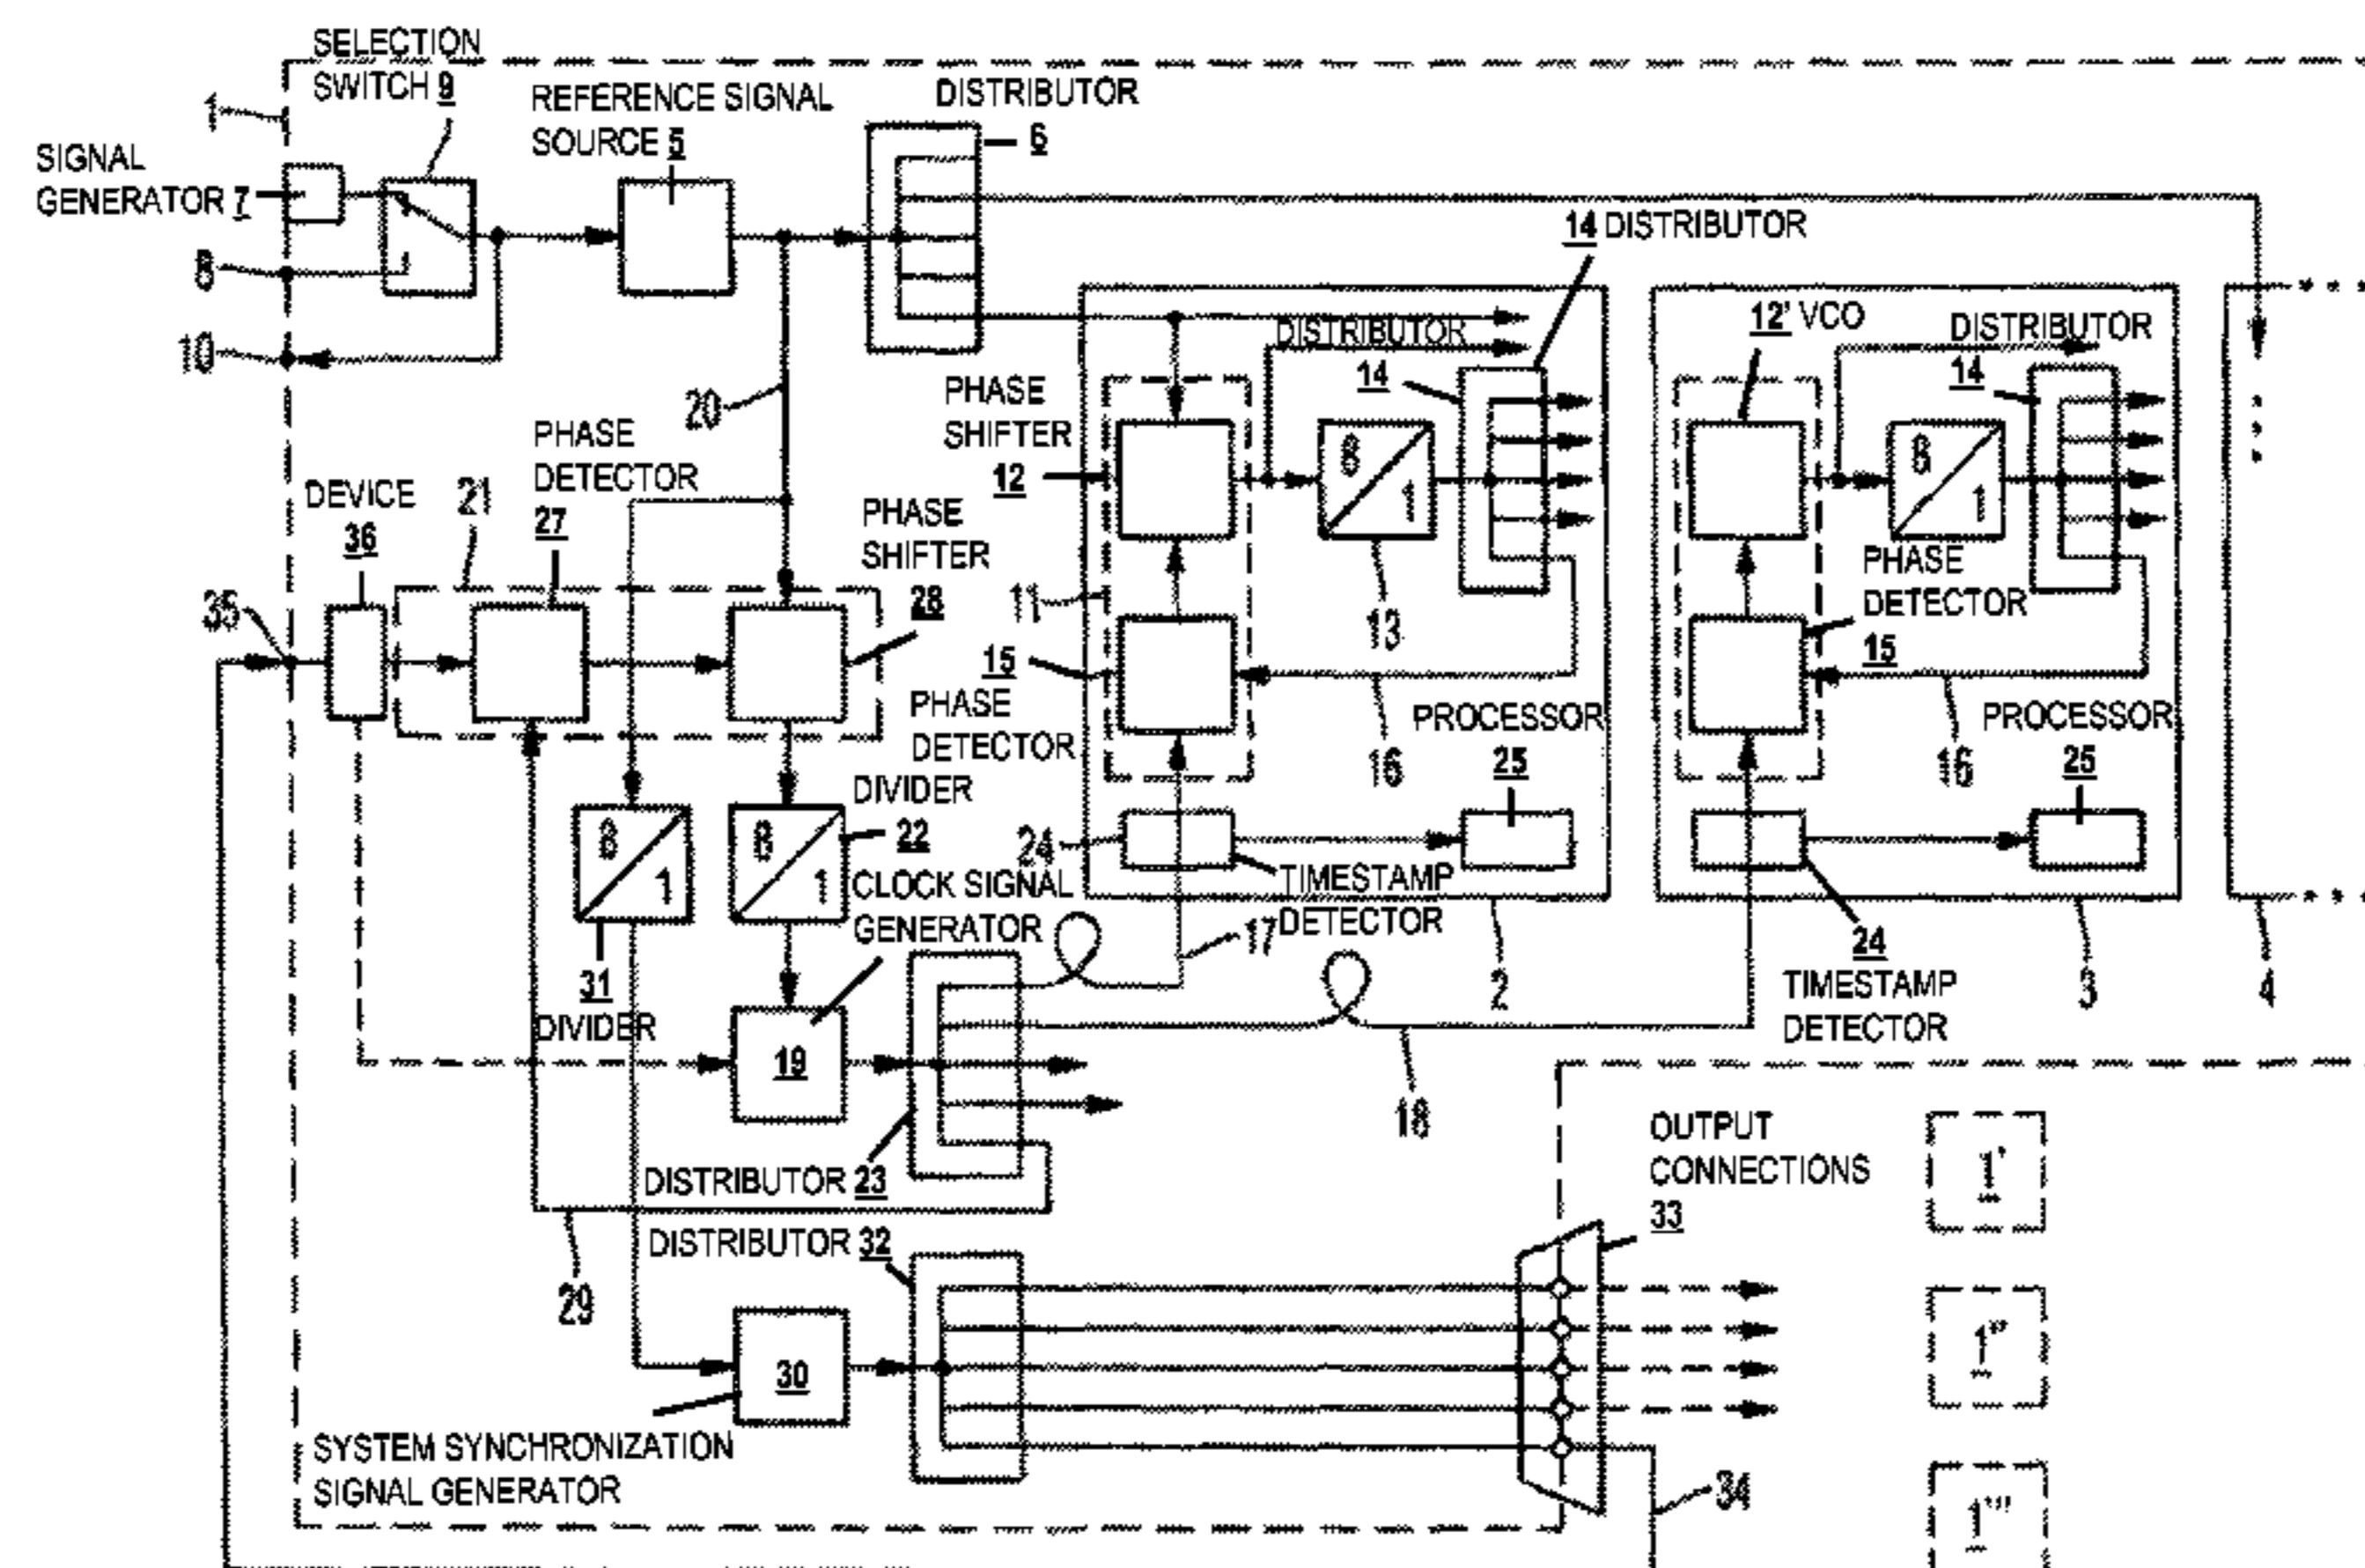 SELECTION
SWITCH 9
1
REFERENCE SIGNAL
SOURCE 5
DISTRIBUTOR
6
SIGNAL
GENERATOR 7
8
10
14 DISTRIBUTOR
12' VCO
DISTRIBUTOR
14
DISTRIBUTOR
14
20
PHASE
SHIFTER
12
PHASE
DETECTOR
27
21
DEVICE
36
PHASE
SHIFTER
28
8
1
8
1
11
13
PHASE
DETECTOR
15
35
15
PHASE
DETECTOR
16
16
PROCESSOR
25
PROCESSOR
25
DIVIDER
22
8
1
8
1
24
TIMESTAMP
DETECTOR
CLOCK SIGNAL
GENERATOR
17
2
24
TIMESTAMP
DETECTOR
3
4
31
DIVIDER
19
18
DISTRIBUTOR 23
OUTPUT
CONNECTIONS
33
1'
29
DISTRIBUTOR 32
30
1''
SYSTEM SYNCHRONIZATION
SIGNAL GENERATOR
34
1'''